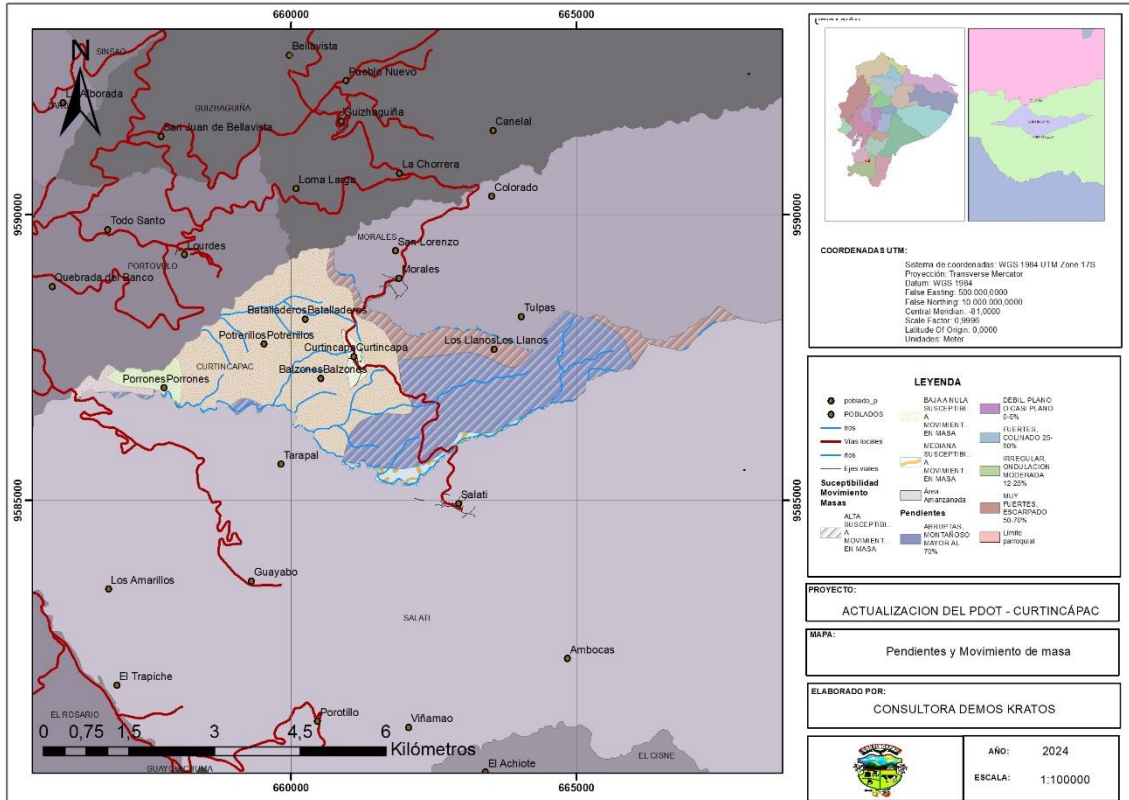 660000
665000
9590000
9585000
9590000
9585000
660000
665000
N
SINSAO
Bellavista
Pueblo Nuevo
GUIZHAGUIÑA
Guizhaguiña
San Juan de Bellavista
Canelal
La Chorrera
Loma Larga
Colorado
Todo Santo
MORALES
San Lorenzo
Lourdes
PORTOVELO
Morales
Quebrada del Banco
BatalladerosBatalladeros
Tulpas
PotrerillosPotrerillos
Los LlanosLos Llanos
CurtincapaCurtincapa
CURTINCAPAC
BalzonesBalzones
PorronesPorrones
Tarapal
Salati
Guayabo
Los Amarillos
SALATI
Ambocas
El Trapiche
EL ROSARIO
Porotillo
Viñamao
0 0,75 1,5 3 4,5 6
Kilómetros
EL CISNE
El Achiote
COORDENADAS UTM:
Sistema de coordenadas: WGS 1984 UTM Zone 17S
Proyección: Transverse Mercator
Datum: WGS 1984
False Easting: 500.000,0000
False Northing: 10.000.000,0000
Central Meridian: -81,0000
Scale Factor: 0,9996
Latitude Of Origin: 0,0000
Unidades: Meter
LEYENDA
poblado_p
POBLADOS
rios
Vias locales
rios
Ejes viales
Suceptibilidad
Movimiento
Masas
ALTA
SUSCEPTIBI...
A
MOVIMIENT...
EN MASA
BAJA A NULA
SUSCEPTIBI...
A
MOVIMIENT...
EN MASA
MEDIANA
SUSCEPTIBI...
A
MOVIMIENT...
EN MASA
Área
Amanzanada
Pendientes
ABRUPTAS,
MONTAÑOSO
MAYOR AL
70%
DEBIL, PLANO
O CASI PLANO
0-5%
FUERTES,
COLINADO 25-
50%
IRREGULAR,
ONDULACION
MODERADA
12-25%
MUY
FUERTES,
ESCARPADO
50-70%
Límite
parroquial
PROYECTO:
ACTUALIZACION DEL PDOT - CURTINCÁPAC
MAPA:
Pendientes y Movimiento de masa
ELABORADO POR:
CONSULTORA DEMOS KRATOS
AÑO: 2024
ESCALA: 1:100000